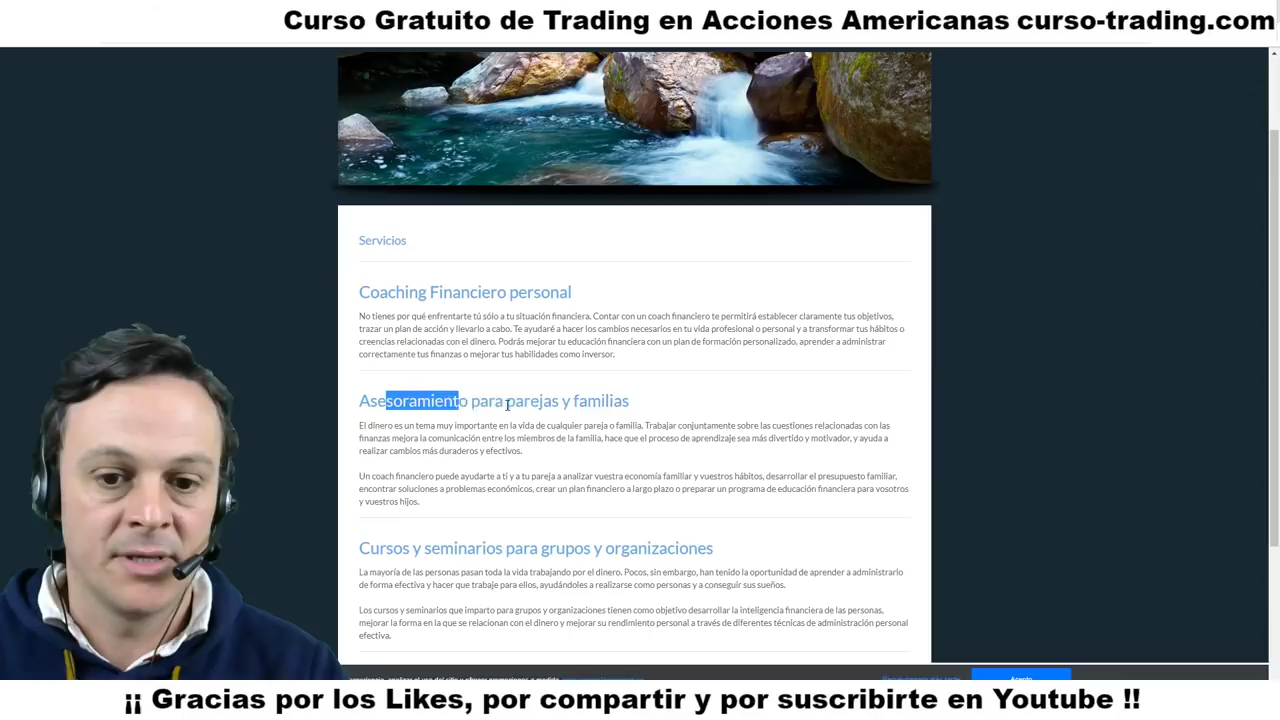 Curso Gratuito de Trading en Acciones Americanas curso-trading.com
Servicios
Coaching Financiero personal
No tienes por qué enfrentarte tú sólo a tu situación financiera. Contar con un coach financiero te permitirá establecer claramente tus objetivos,
trazar un plan de acción y llevarlo a cabo. Te ayudaré a hacer los cambios necesarios en tu vida profesional o personal y a transformar tus hábitos o
creencias relacionadas con el dinero. Podrás mejorar tu educación financiera con un plan de formación personalizado, aprender a administrar
correctamente tus finanzas o mejorar tus habilidades como inversor.
Asesoramiento para parejas y familias
El dinero es un tema muy importante en la vida de cualquier pareja o familia. Trabajar conjuntamente sobre las cuestiones relacionadas con las
finanzas mejora la comunicación entre los miembros de la familia, hace que el proceso de aprendizaje sea más divertido y motivador, y ayuda a
realizar cambios más duraderos y efectivos.
Un coach financiero puede ayudarte a ti y a tu pareja a analizar vuestra economía familiar y vuestros hábitos, desarrollar el presupuesto familiar,
encontrar soluciones a problemas económicos, crear un plan financiero a largo plazo o preparar un programa de educación financiera para vosotros
y vuestros hijos.
Cursos y seminarios para grupos y organizaciones
La mayoría de las personas pasan toda la vida trabajando por el dinero. Pocos, sin embargo, han tenido la oportunidad de aprender a administrarlo
de forma efectiva y hacer que trabaje para ellos, ayudándoles a realizarse como personas y a conseguir sus sueños.
Los cursos y seminarios que imparto para grupos y organizaciones tienen como objetivo desarrollar la inteligencia financiera de las personas,
mejorar la forma en la que se relacionan con el dinero y mejorar su rendimiento personal a través de diferentes técnicas de administración personal
efectiva.
Acepto
¡¡ Gracias por los Likes, por compartir y por suscribirte en Youtube !!